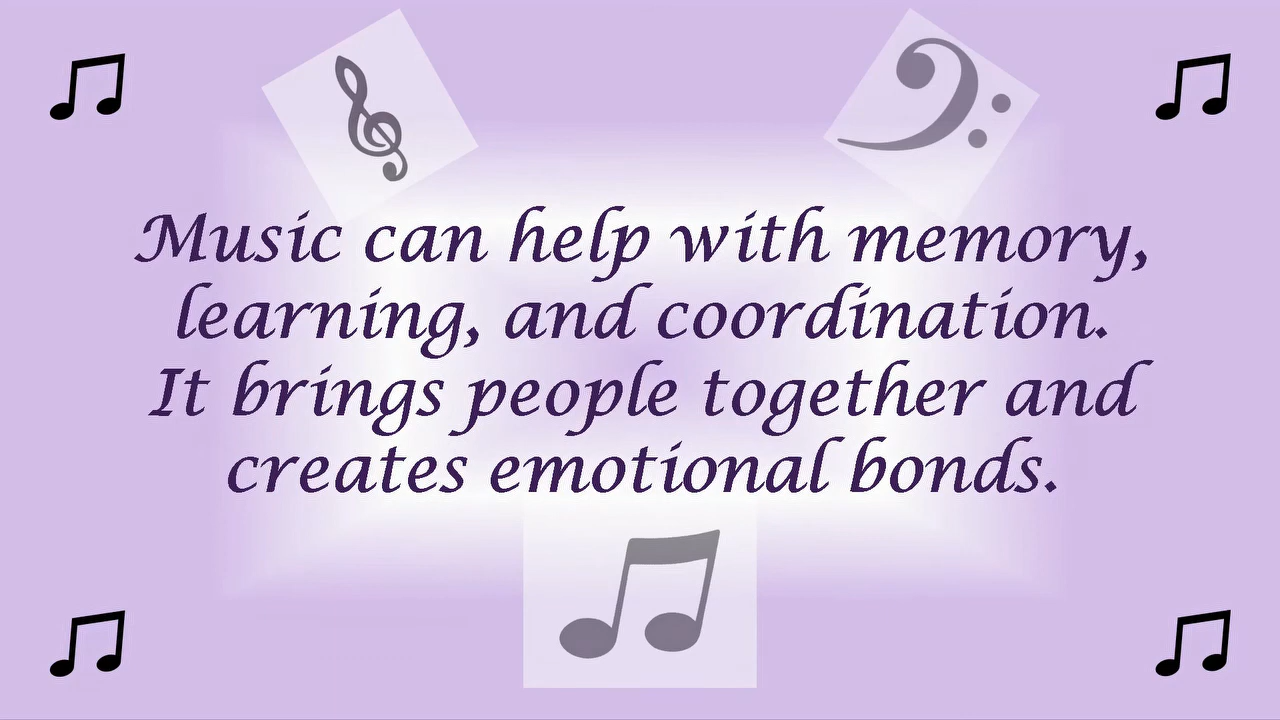 Music can help with memory,
learning, and coordination.
It brings people together and
creates emotional bonds.